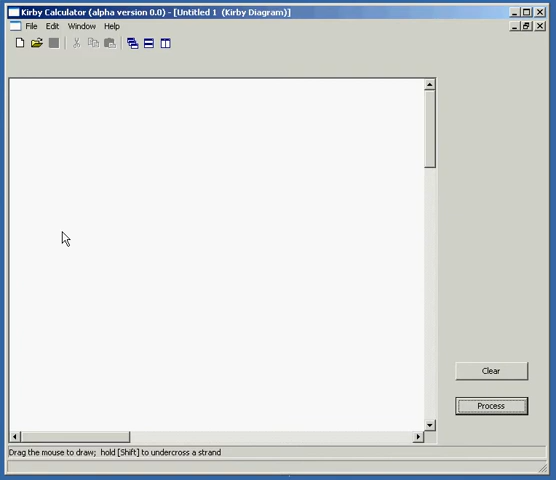 Kirby Calculator (alpha version 0.0) - [Untitled 1  (Kirby Diagram)]
File Edit Window Help
Clear
Process
Drag the mouse to draw;  hold [Shift] to undercross a strand